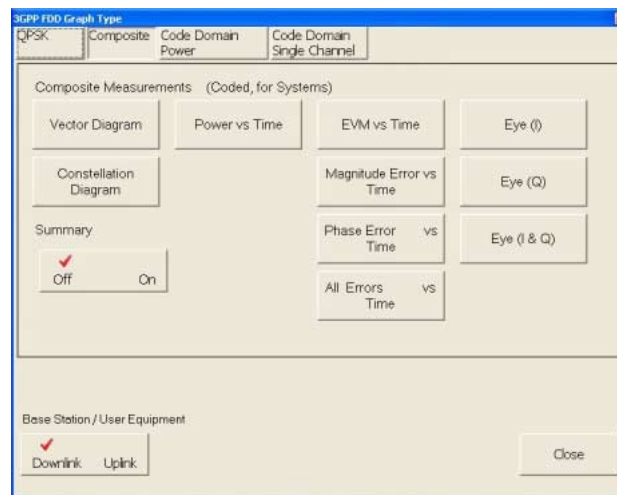 3GPP FDD Graph Type
QPSK
Composite
Code Domain
Power
Code Domain
Single Channel
Composite Measurements (Coded, for Systems)
Vector Diagram
Power vs Time
EVM vs Time
Eye (I)
Constellation
Diagram
Magnitude Error vs
Time
Eye (Q)
Summary
Off On
Phase Error vs
Time
Eye (I & Q)
All Errors vs
Time
Base Station / User Equipment
Downlink Uplink
Close